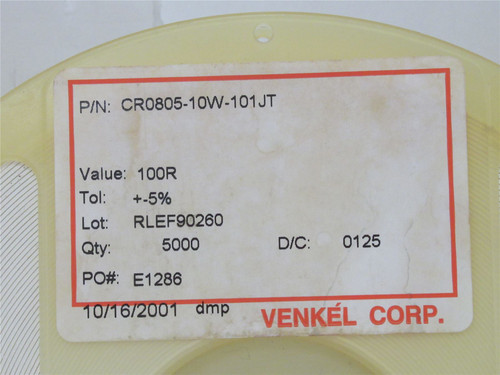 P/N: CR0805-10W-101JT
Value: 100R
Tol: +-5%
Lot: RLEF90260
Qty: 5000 D/C: 0125
PO#: E1286
10/16/2001 dmp VENKÉL CORP.